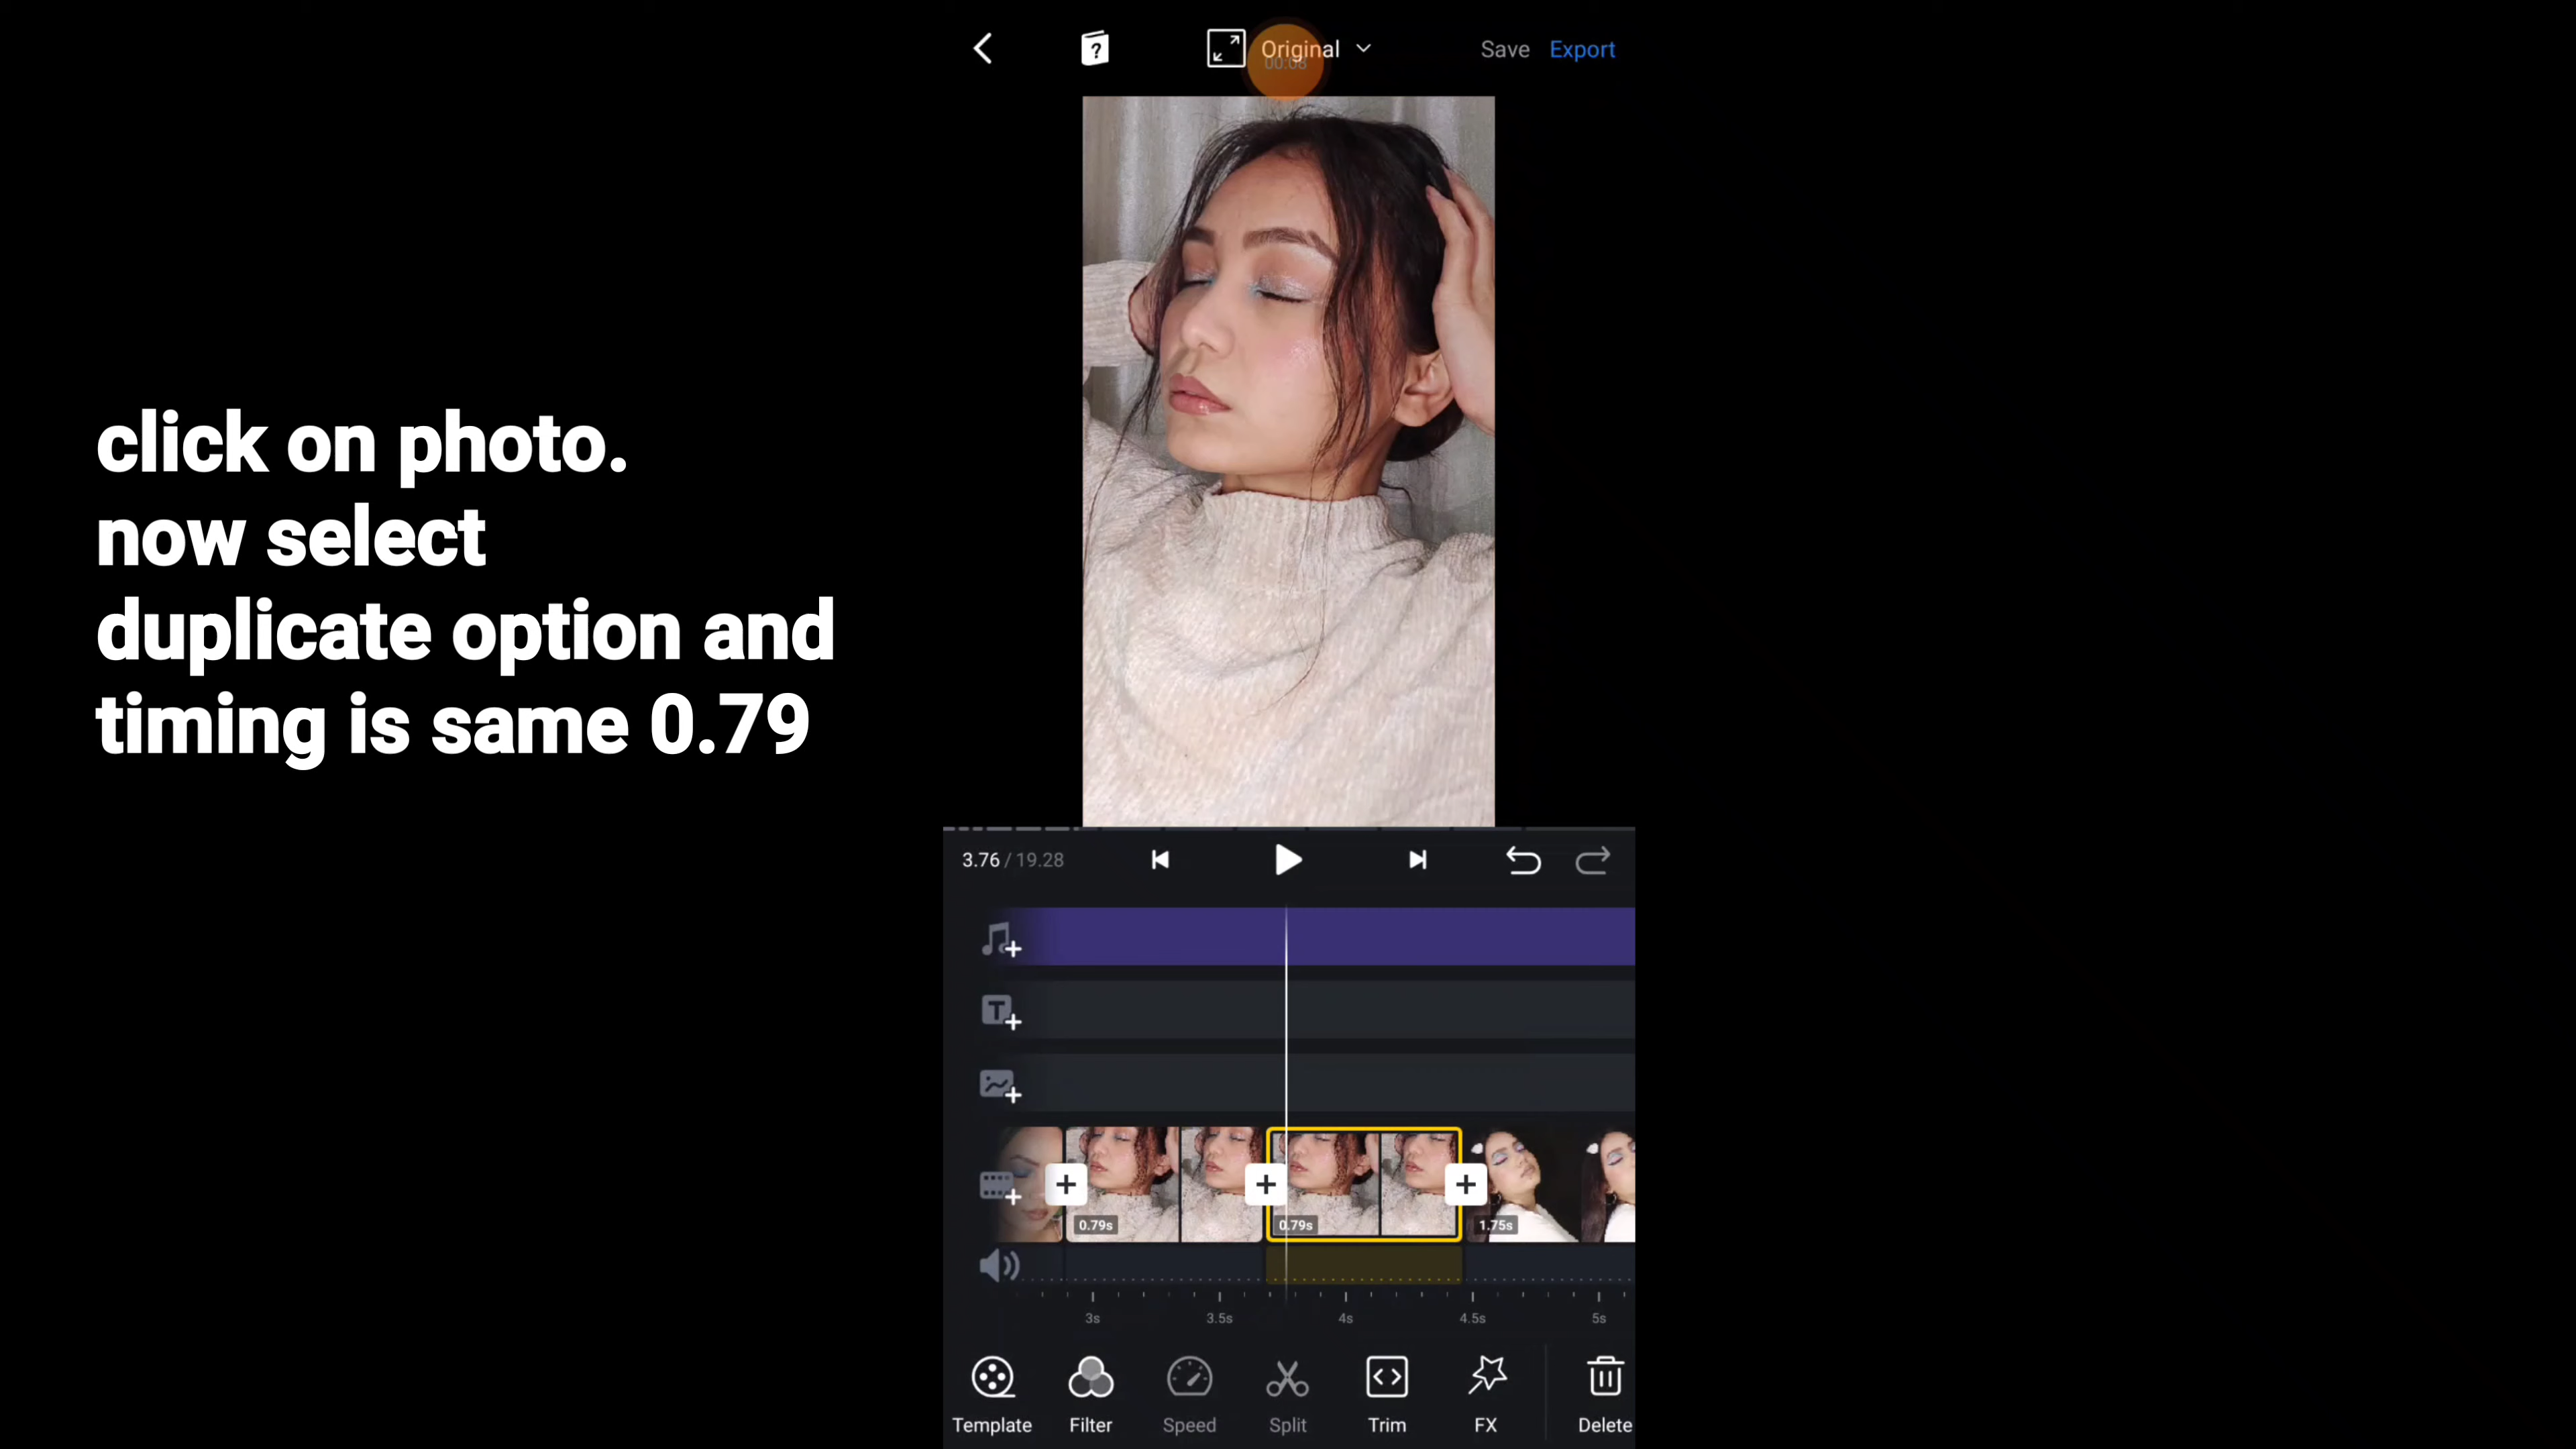 Original
00:08
Save
Export
click on photo.
now select
duplicate option and
timing is same 0.79
3.76 / 19.28
0.79s
0.79s
1.75s
3s
3.5s
4s
4.5s
5s
Template
Filter
Speed
Split
Trim
FX
Delete